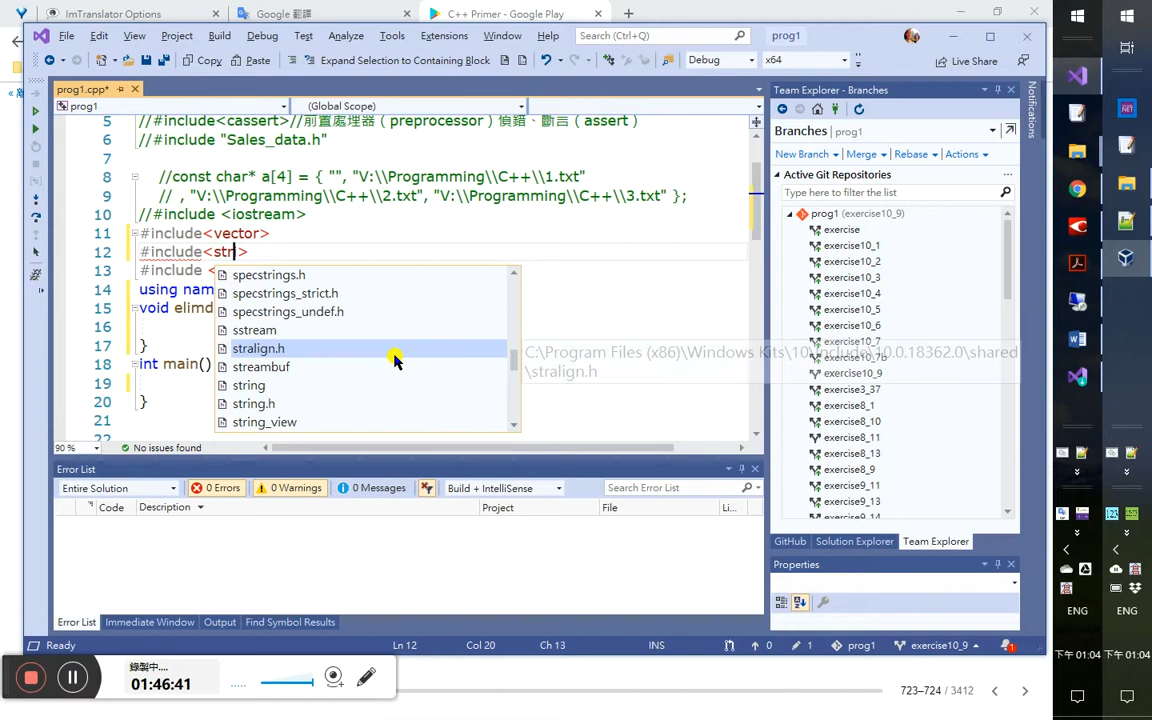 ImTranslator Options
Google 翻譯
C++ Primer - Google Play
File Edit View Project Build Debug Test Analyze Tools Extensions Window Help Search (Ctrl+Q) prog1
Copy Paste Expand Selection to Containing Block Debug x64 Live Share
prog1.cpp*
prog1 (Global Scope)
5 //#include<cassert>//前置處理器（preprocessor）偵錯、斷言（assert）
6 //#include "Sales_data.h"
7
8 //const char* a[4] = { "", "V:\\Programming\\C++\\1.txt"
9 // , "V:\\Programming\\C++\\2.txt", "V:\\Programming\\C++\\3.txt" };
10 //#include <iostream>
11 #include<vector>
12 #include<str>
13 #include <
14 using nam
15 void elimd
16
17 }
18 int main()
19
20 }
21
22
specstrings.h
specstrings_strict.h
specstrings_undef.h
sstream
stralign.h
streambuf
string
string.h
string_view
C:\Program Files (x86)\Windows Kits\10\include\10.0.18362.0\shared
\stralign.h
90 % No issues found
Error List
Entire Solution 0 Errors 0 Warnings 0 Messages Build + IntelliSense Search Error List
Code Description Project File Li...
Error List Immediate Window Output Find Symbol Results
Team Explorer - Branches
Branches prog1
New Branch Merge Rebase Actions
Active Git Repositories
Type here to filter the list
prog1 (exercise10_9)
exercise
exercise10_1
exercise10_2
exercise10_3
exercise10_4
exercise10_5
exercise10_6
exercise10_7
exercise10_7b
exercise10_9
exercise3_37
exercise8_1
exercise8_10
exercise8_11
exercise8_13
exercise8_9
exercise9_11
exercise9_13
exercise9_14
GitHub Solution Explorer Team Explorer
Properties
Notifications
Ready Ln 12 Col 20 Ch 13 INS 0 1 prog1 exercise10_9 1
錄製中....
01:46:41
723–724 / 3412
ENG ENG
下午 01:04 下午 01:04